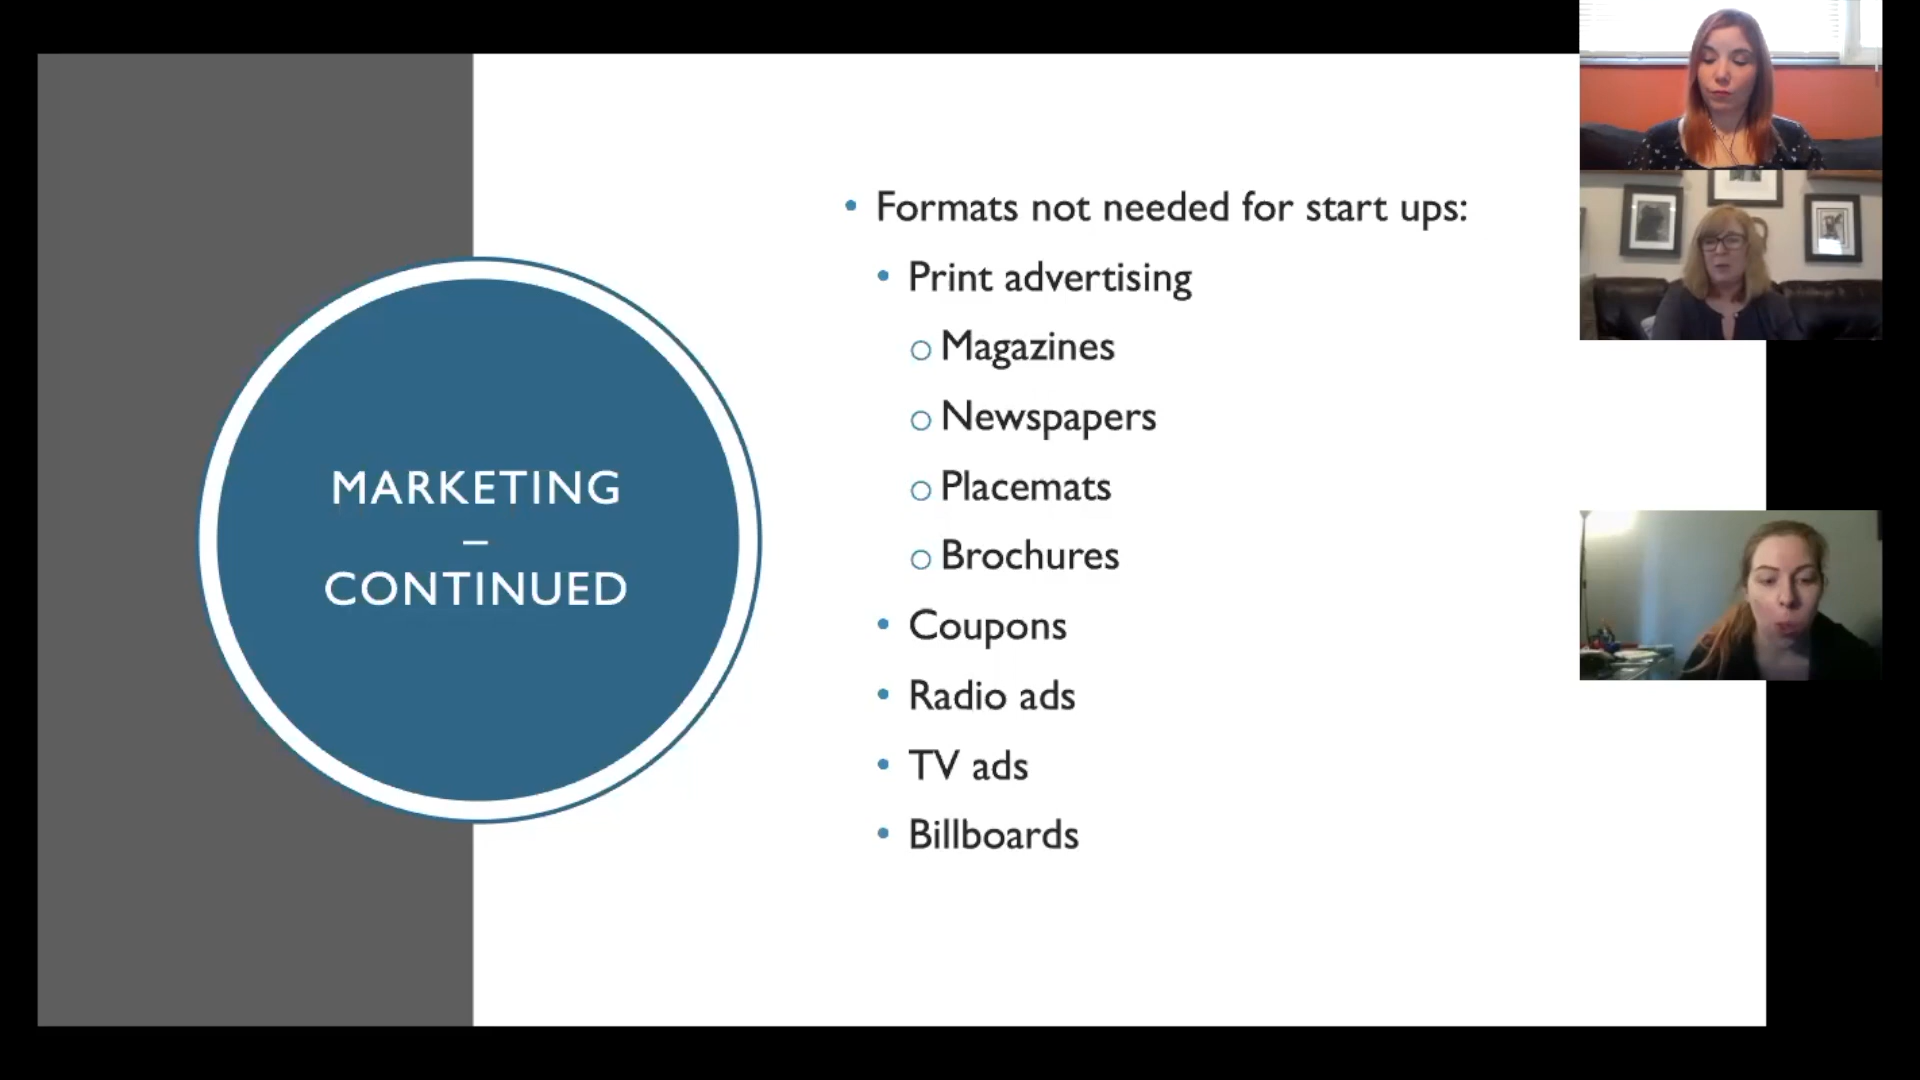 MARKETING
–
CONTINUED
• Formats not needed for start ups:
• Print advertising
o Magazines
o Newspapers
o Placemats
o Brochures
• Coupons
• Radio ads
• TV ads
• Billboards